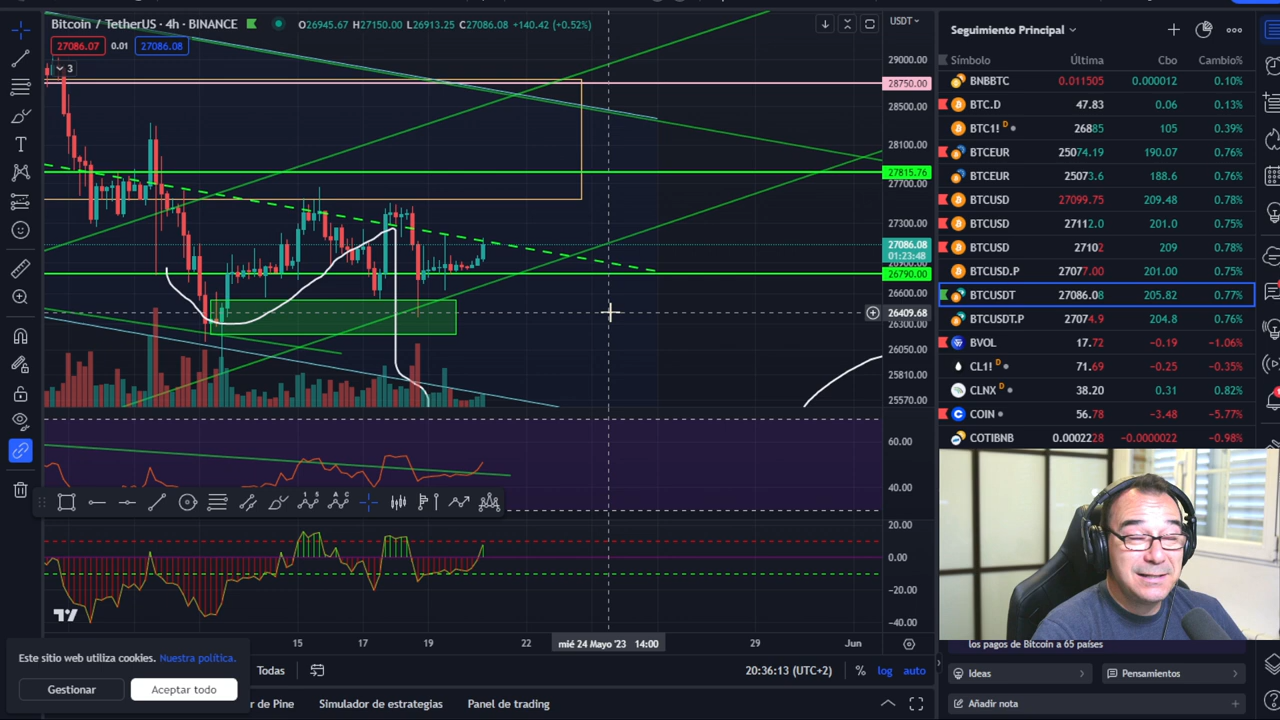 Bitcoin / TetherUS · 4h · BINANCE O26945.67 H27150.00 L26913.25 C27086.08 +140.42 (+0.52%)
27086.07 0.01 27086.08
3
USDT
29000.00
28750.00
28500.00
28100.00
27815.76
27700.00
27300.00
27086.08
01:23:48
26790.00
26600.00
26409.68
26300.00
26050.00
25810.00
25570.00
60.00
40.00
20.00
0.00
-20.00
-40.00
15 17 19 22 mié 24 Mayo '23 14:00 29 Jun
Todas
20:36:13 (UTC+2) % log auto
r de Pine Simulador de estrategias Panel de trading
Este sitio web utiliza cookies. Nuestra política.
Gestionar Aceptar todo
Seguimiento Principal
Símbolo Última Cbo Cambio%
BNBBTC 0.011505 0.000012 0.10%
BTC.D 47.83 0.06 0.13%
BTC1! D 26885 105 0.39%
BTCEUR 25074.19 190.07 0.76%
BTCEUR 25073.6 188.6 0.76%
BTCUSD 27099.75 209.48 0.78%
BTCUSD 27112.0 201.0 0.75%
BTCUSD 27102 209 0.78%
BTCUSD.P 27077.00 201.00 0.75%
BTCUSDT 27086.08 205.82 0.77%
BTCUSDT.P 27074.9 204.8 0.76%
BVOL 17.72 -0.19 -1.06%
CL1! D 71.69 -0.25 -0.35%
CLNX D 38.20 0.31 0.82%
COIN 56.78 -3.48 -5.77%
COTIBNB 0.0002228 -0.0000022 -0.98%
los pagos de Bitcoin a 65 países
Ideas Pensamientos
Añadir nota